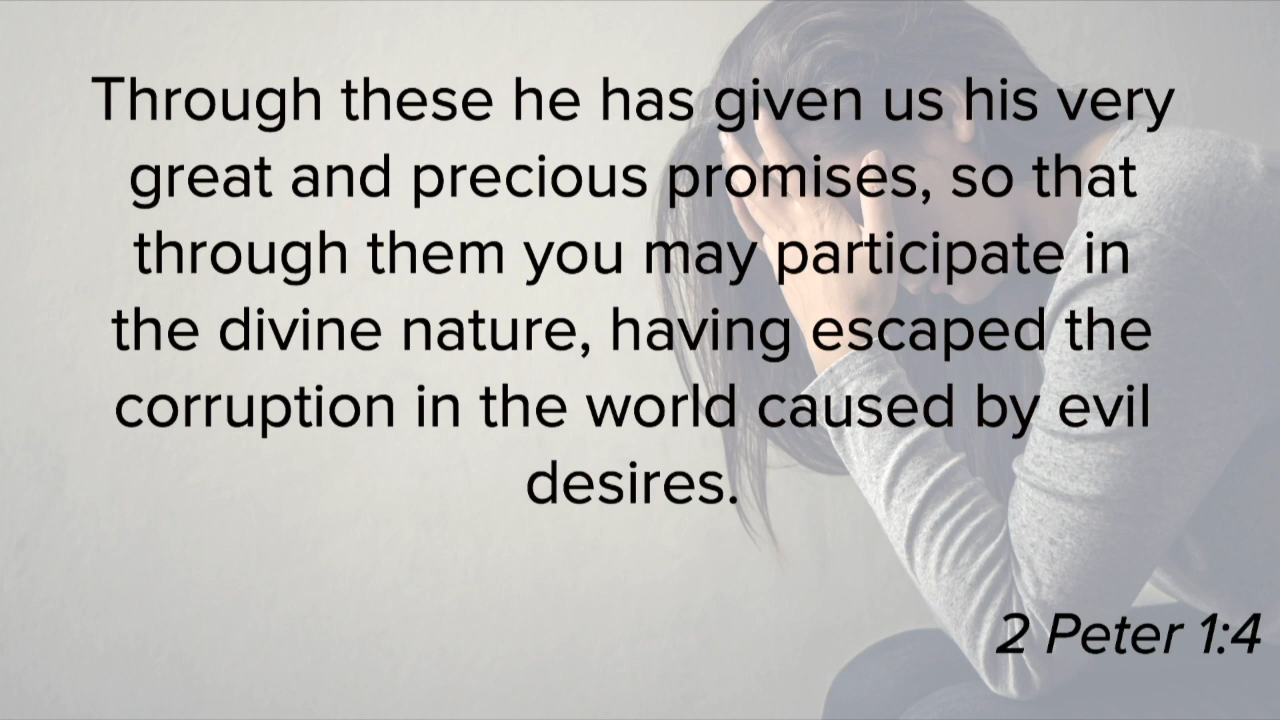 Through these he has given us his very
great and precious promises, so that
through them you may participate in
the divine nature, having escaped the
corruption in the world caused by evil
desires.
2 Peter 1:4